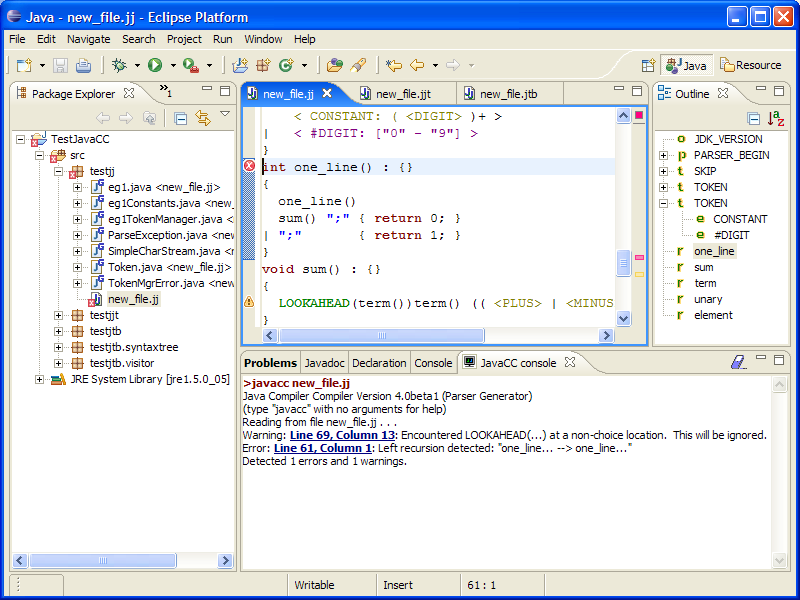 Java - new_file.jj - Eclipse Platform
File Edit Navigate Search Project Run Window Help
Java Resource
Package Explorer
1
TestJavaCC
src
testjj
eg1.java <new_file.jj>
eg1Constants.java <new_
eg1TokenManager.java <
ParseException.java <new
SimpleCharStream.java <n
Token.java <new_file.jj>
TokenMgrError.java <new
new_file.jj
testjjt
testjtb
testjtb.syntaxtree
testjtb.visitor
JRE System Library [jre1.5.0_05]
new_file.jj new_file.jjt new_file.jtb
< CONSTANT: ( <DIGIT> )+ >
| < #DIGIT: ["0" - "9"] >
}
int one_line() : {}
{
one_line()
sum() ";" { return 0; }
| ";" { return 1; }
}
void sum() : {}
{
LOOKAHEAD(term())term() (( <PLUS> | <MINUS
}
Outline
JDK_VERSION
PARSER_BEGIN
SKIP
TOKEN
TOKEN
CONSTANT
#DIGIT
one_line
sum
term
unary
element
Problems Javadoc Declaration Console JavaCC console
>javacc new_file.jj
Java Compiler Compiler Version 4.0beta1 (Parser Generator)
(type "javacc" with no arguments for help)
Reading from file new_file.jj . . .
Warning: Line 69, Column 13: Encountered LOOKAHEAD(...) at a non-choice location. This will be ignored.
Error: Line 61, Column 1: Left recursion detected: "one_line... --> one_line..."
Detected 1 errors and 1 warnings.
Writable Insert 61 : 1